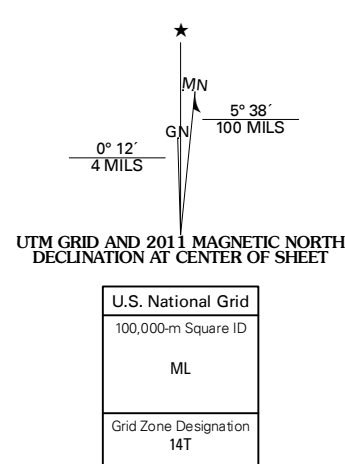 ★
MN
GN
5° 38´
100 MILS
0° 12´
4 MILS
UTM GRID AND 2011 MAGNETIC NORTH
DECLINATION AT CENTER OF SHEET
U.S. National Grid
100,000-m Square ID
ML
Grid Zone Designation
14T